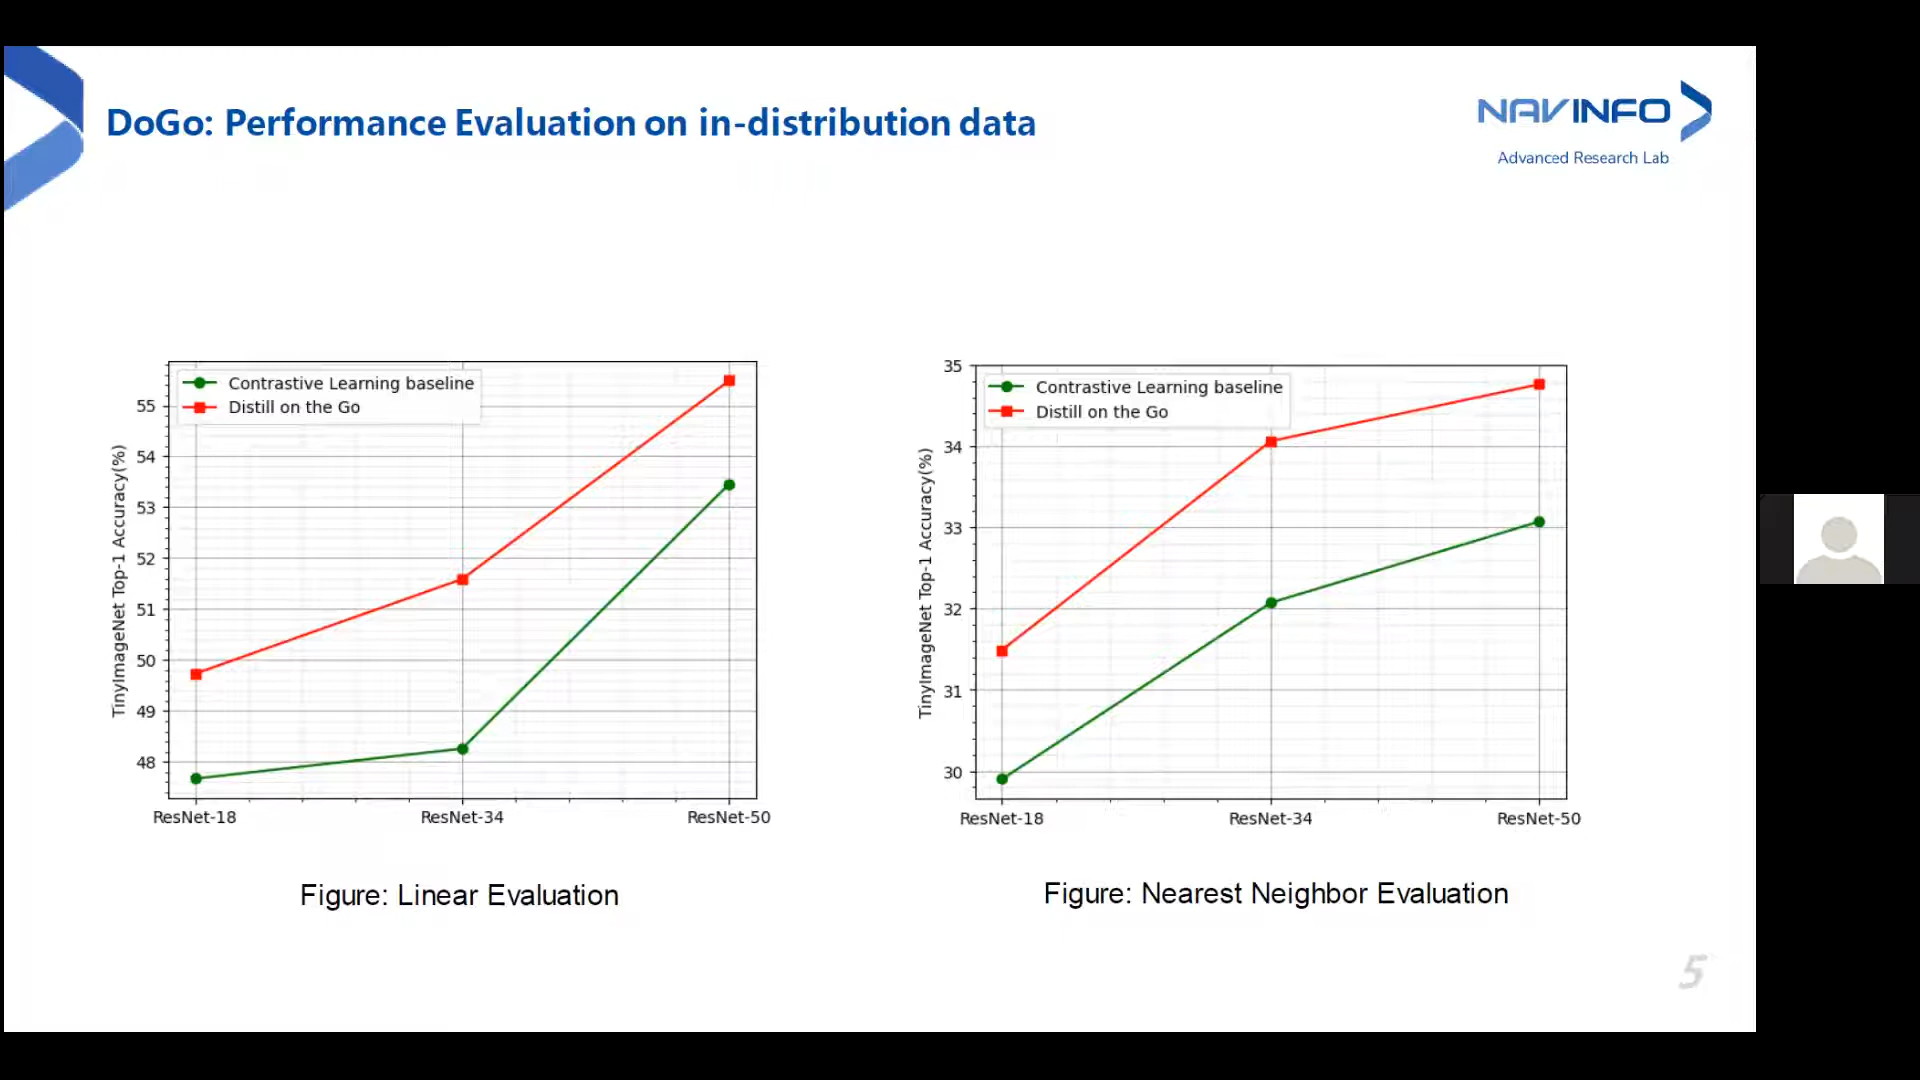 DoGo: Performance Evaluation on in-distribution data
NAVINFO
Advanced Research Lab
Contrastive Learning baseline
Distill on the Go
55
54
53
52
51
50
49
48
TinyImageNet Top-1 Accuracy(%)
ResNet-18 ResNet-34 ResNet-50
Figure: Linear Evaluation
Contrastive Learning baseline
Distill on the Go
35
34
33
32
31
30
TinyImageNet Top-1 Accuracy(%)
ResNet-18 ResNet-34 ResNet-50
Figure: Nearest Neighbor Evaluation
5